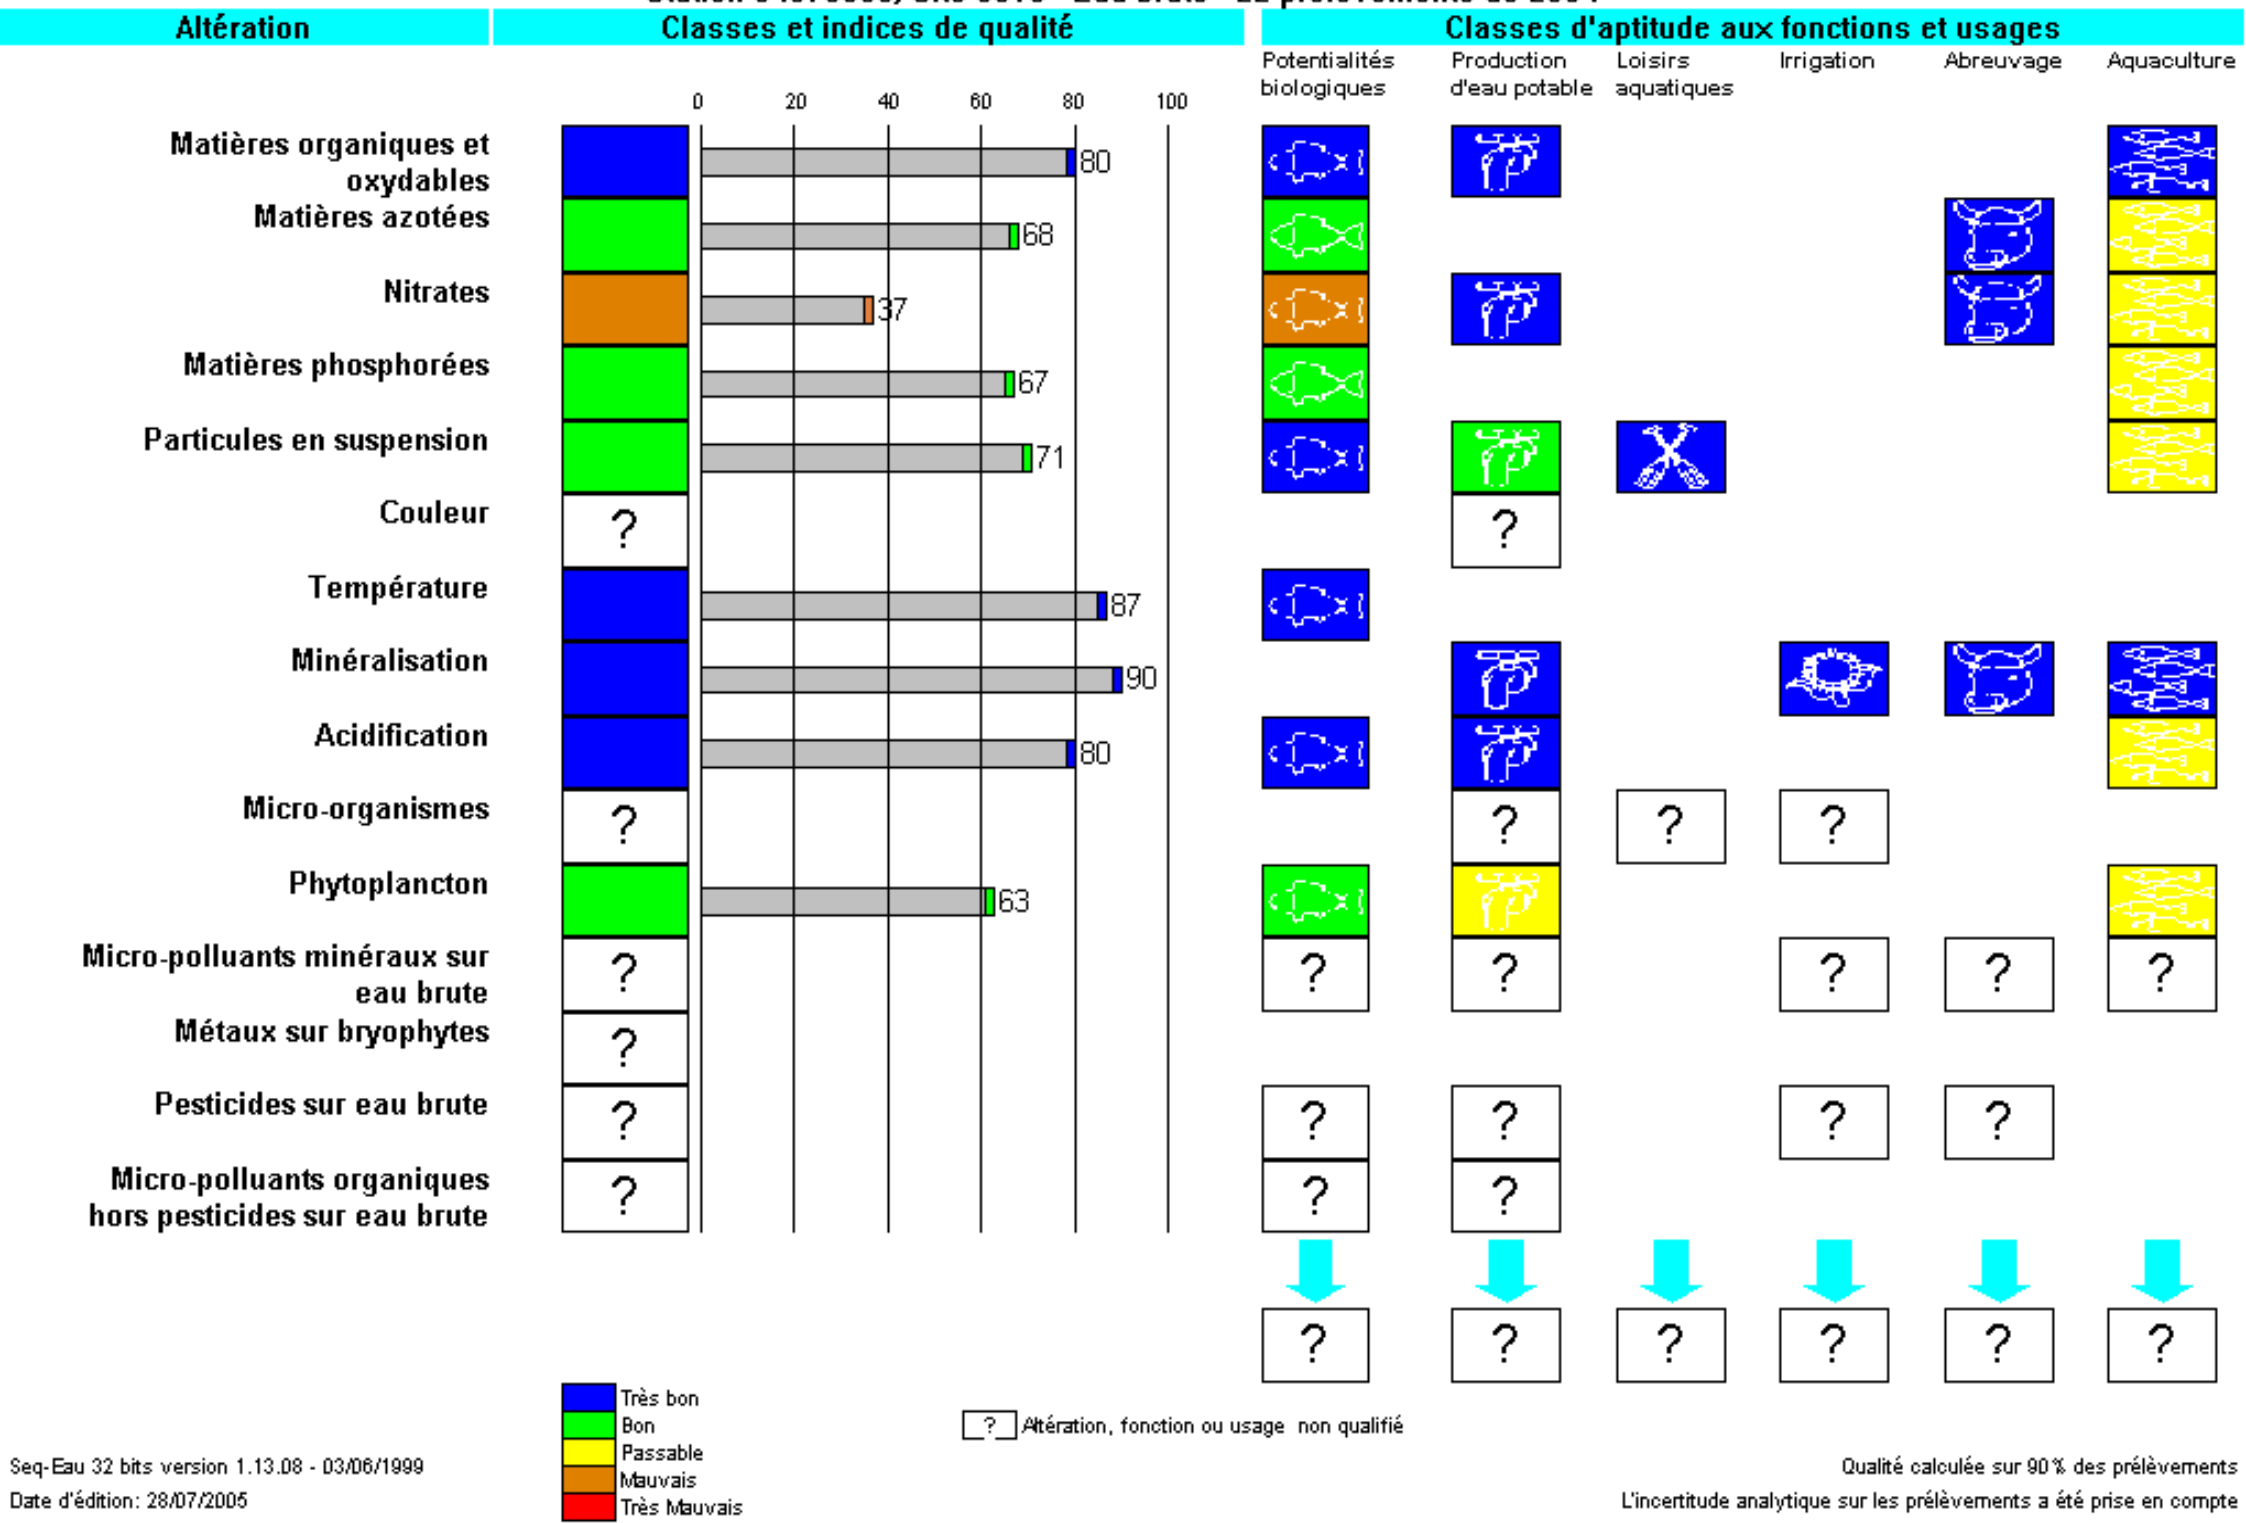 Altération
Classes et indices de qualité
Classes d'aptitude aux fonctions et usages
Potentialités
biologiques
Production
d'eau potable
Loisirs
aquatiques
Irrigation
Abreuvage
Aquaculture
0 20 40 60 80 100
Matières organiques et
oxydables
80
Matières azotées
68
Nitrates
37
Matières phosphorées
67
Particules en suspension
71
Couleur
? ?
Température
87
Minéralisation
90
Acidification
80
Micro-organismes
? ? ? ?
Phytoplancton
63
Micro-polluants minéraux sur
eau brute
? ? ? ? ? ?
Métaux sur bryophytes
?
Pesticides sur eau brute
? ? ? ? ?
Micro-polluants organiques
hors pesticides sur eau brute
? ? ?
? ? ? ? ? ?
Très bon
Bon
Passable
Mauvais
Très Mauvais
? Altération, fonction ou usage non qualifié
Seq-Eau 32 bits version 1.13.08 - 03/06/1999
Date d'édition: 28/07/2005
Qualité calculée sur 90% des prélèvements
L'incertitude analytique sur les prélèvements a été prise en compte